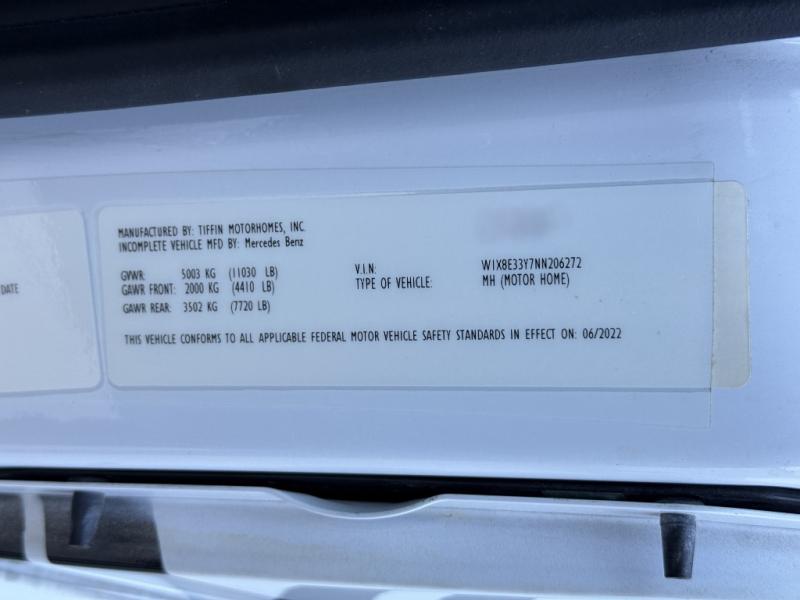 MANUFACTURED BY: TIFFIN MOTORHOMES, INC.
INCOMPLETE VEHICLE MFD BY: Mercedes Benz
GVWR: 5003 KG (11030 LB)
GAWR FRONT: 2000 KG (4410 LB)
GAWR REAR: 3502 KG (7720 LB)
V.I.N: W1X8E33Y7NN206272
TYPE OF VEHICLE: MH (MOTOR HOME)
THIS VEHICLE CONFORMS TO ALL APPLICABLE FEDERAL MOTOR VEHICLE SAFETY STANDARDS IN EFFECT ON: 06/2022
DATE